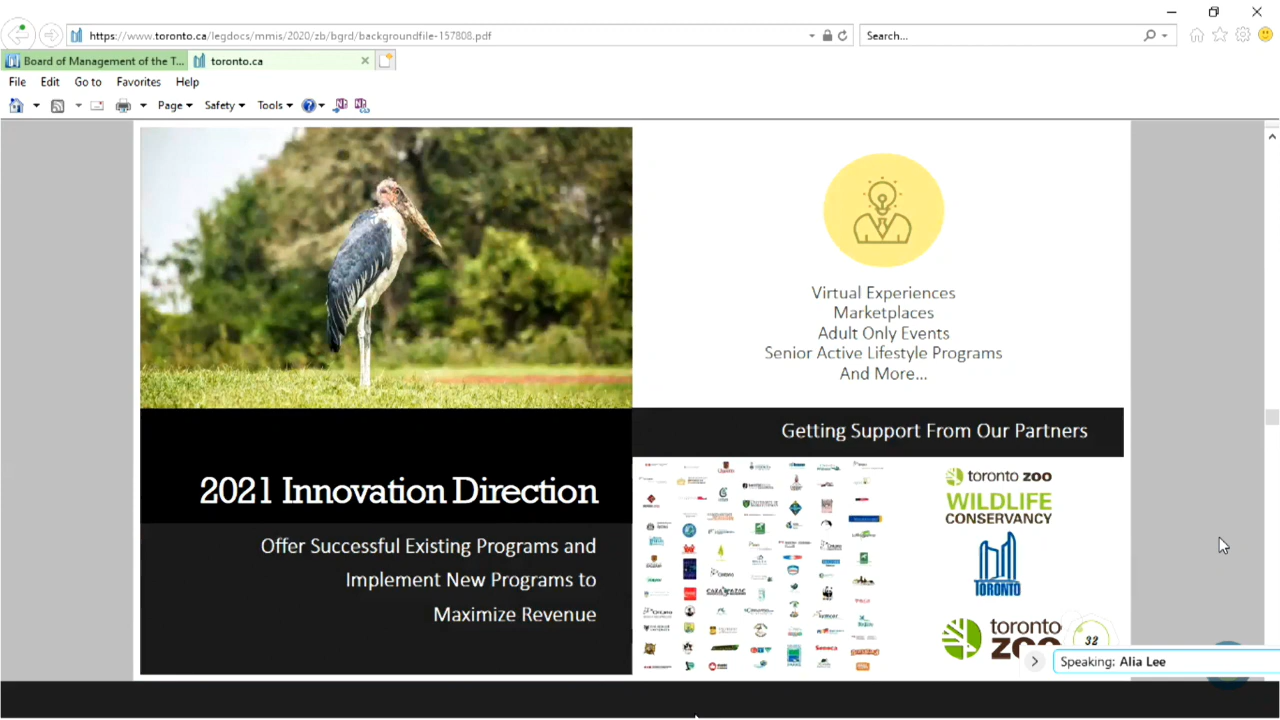 https://www.toronto.ca/legdocs/mmis/2020/zb/bgrd/backgroundfile-157808.pdf
Search...
Board of Management of the T...
toronto.ca
File Edit Go to Favorites Help
Page Safety Tools
Virtual Experiences
Marketplaces
Adult Only Events
Senior Active Lifestyle Programs
And More...
Getting Support From Our Partners
2021 Innovation Direction
Offer Successful Existing Programs and
Implement New Programs to
Maximize Revenue
toronto zoo
WILDLIFE
CONSERVANCY
TORONTO
toronto
ZOO
32
Speaking: Alia Lee